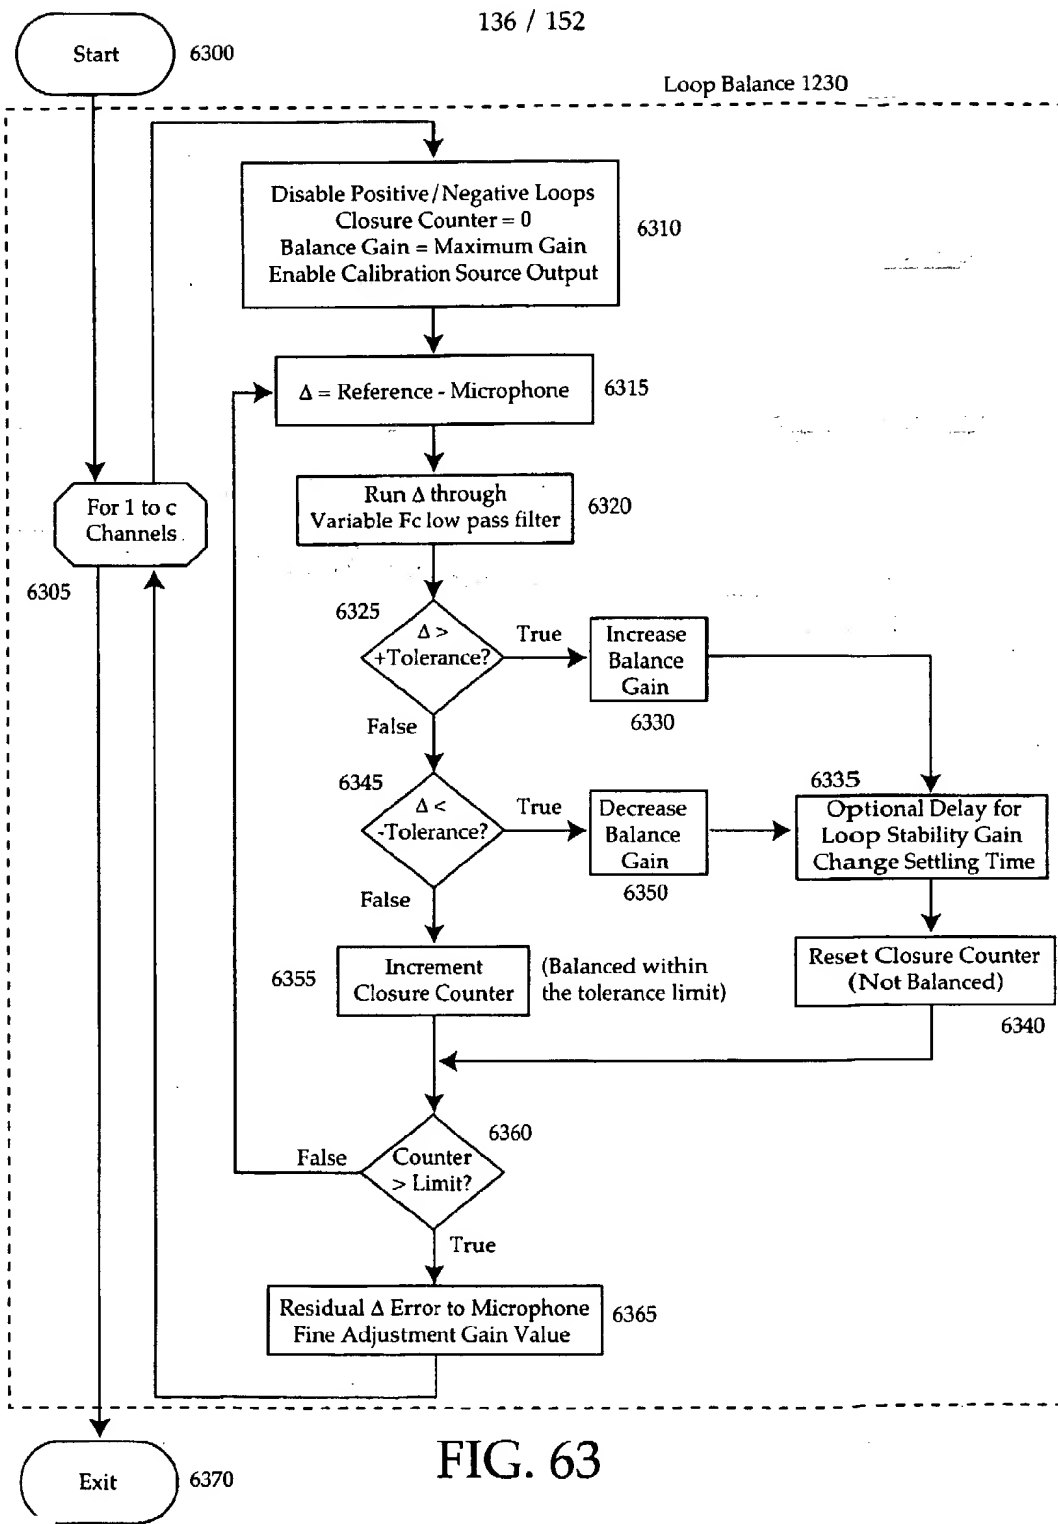 136 / 152
Start
6300
Loop Balance 1230
Disable Positive/Negative Loops
Closure Counter = 0
Balance Gain = Maximum Gain
Enable Calibration Source Output
6310
Δ = Reference - Microphone
6315
For 1 to c
Channels
6305
Run Δ through
Variable Fc low pass filter
6320
6325
Δ >
+Tolerance?
True
Increase
Balance
Gain
6330
False
6345
Δ <
-Tolerance?
True
Decrease
Balance
Gain
6350
6335
Optional Delay for
Loop Stability Gain
Change Settling Time
False
6355
Increment
Closure Counter
(Balanced within
the tolerance limit)
Reset Closure Counter
(Not Balanced)
6340
6360
False
Counter
> Limit?
True
Residual Δ Error to Microphone
Fine Adjustment Gain Value
6365
Exit
6370
FIG. 63